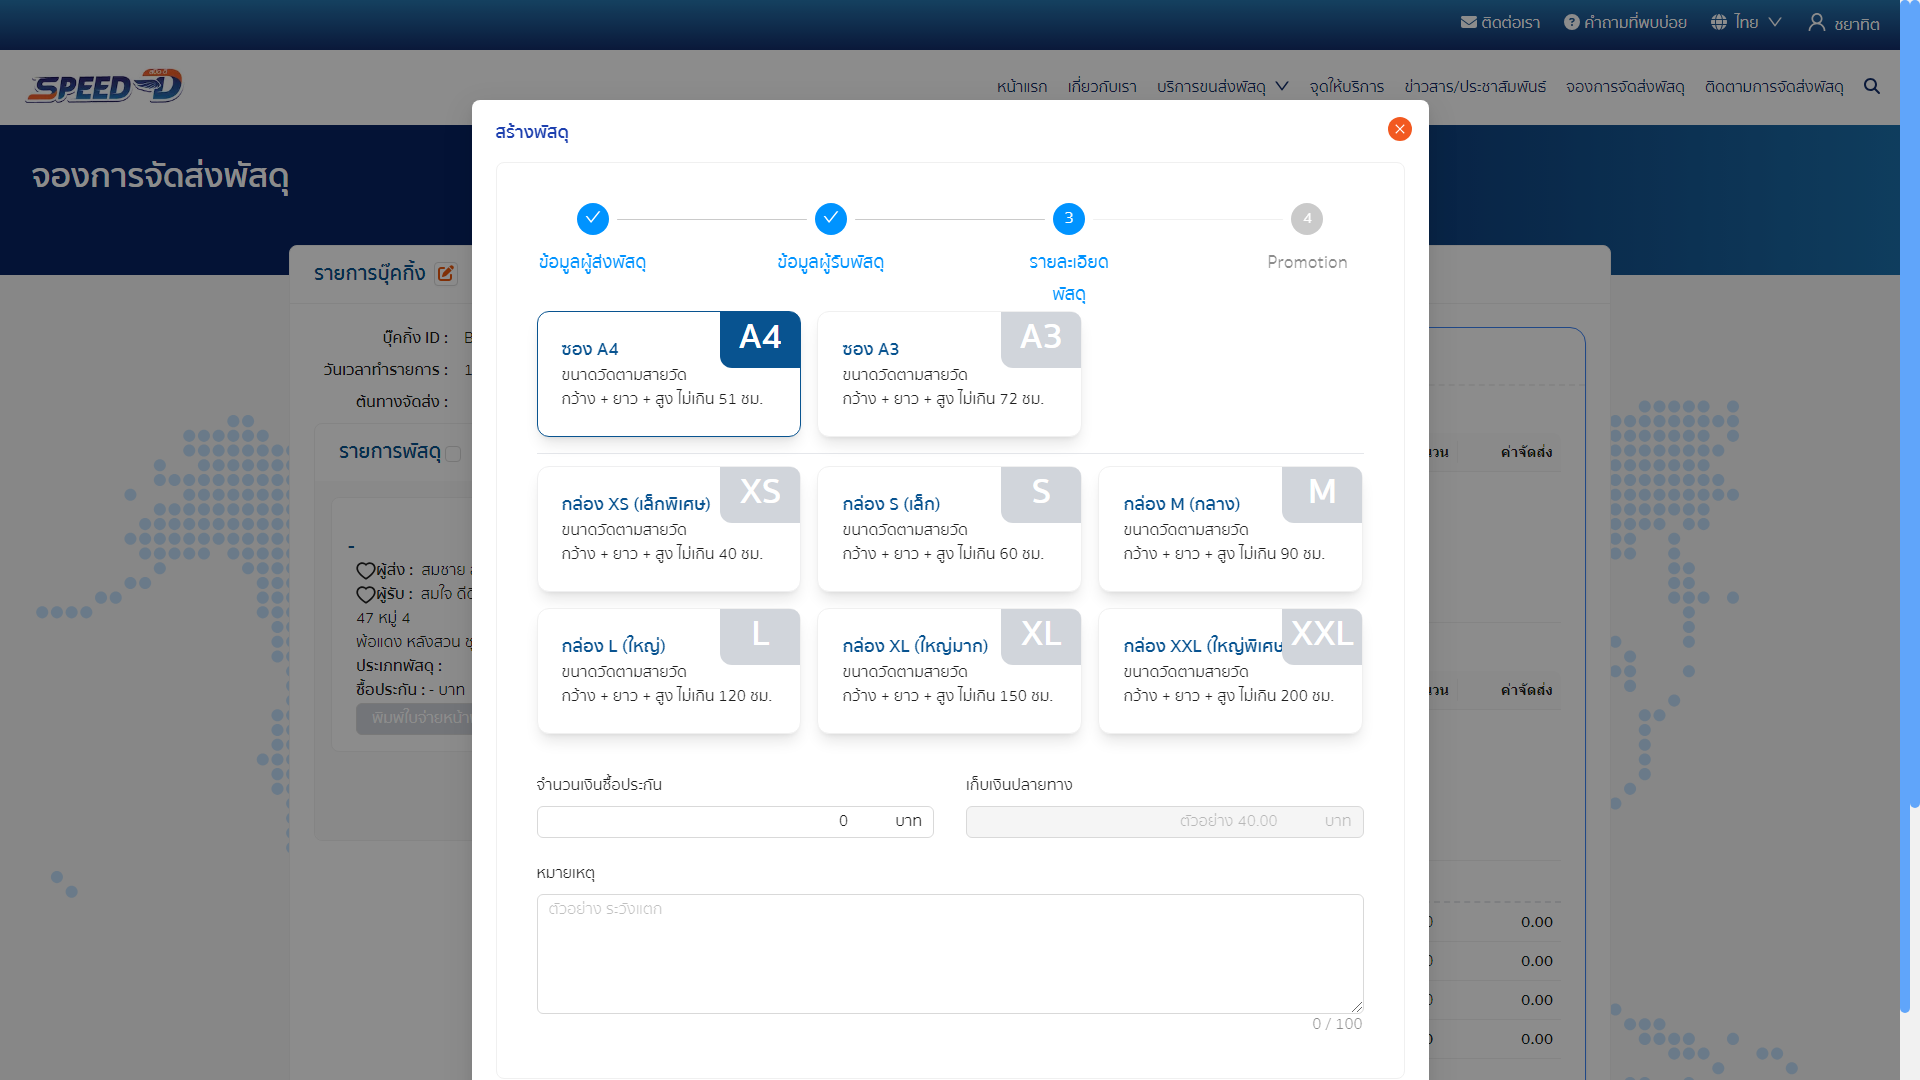 ติดต่อเรา คำถามที่พบบ่อย ไทย ชยาทิต
สปีด-ดี
SPEED-D
หน้าแรก เกี่ยวกับเรา บริการขนส่งพัสดุ จุดให้บริการ ข่าวสาร/ประชาสัมพันธ์ จองการจัดส่งพัสดุ ติดตามการจัดส่งพัสดุ
จองการจัดส่งพัสดุ
รายการบุ๊คกิ้ง
บุ๊คกิ้ง ID :
วันเวลาทำรายการ : 1
ต้นทางจัดส่ง :
รายการพัสดุ
-
ผู้ส่ง : สมชาย
ผู้รับ : สมใจ
47 หมู่ 4
พ้อแดง หลังสวน
ประเภทพัสดุ :
ซื้อประกัน : - บาท
พิมพ์ใบจ่ายหน้า
สร้างพัสดุ
ข้อมูลผู้ส่งพัสดุ
ข้อมูลผู้รับพัสดุ
3
รายละเอียด
พัสดุ
4
Promotion
ซอง A4
A4
ขนาดวัดตามสายวัด
กว้าง + ยาว + สูง ไม่เกิน 51 ซม.
ซอง A3
A3
ขนาดวัดตามสายวัด
กว้าง + ยาว + สูง ไม่เกิน 72 ซม.
กล่อง XS (เล็กพิเศษ)
XS
ขนาดวัดตามสายวัด
กว้าง + ยาว + สูง ไม่เกิน 40 ซม.
กล่อง S (เล็ก)
S
ขนาดวัดตามสายวัด
กว้าง + ยาว + สูง ไม่เกิน 60 ซม.
กล่อง M (กลาง)
M
ขนาดวัดตามสายวัด
กว้าง + ยาว + สูง ไม่เกิน 90 ซม.
กล่อง L (ใหญ่)
L
ขนาดวัดตามสายวัด
กว้าง + ยาว + สูง ไม่เกิน 120 ซม.
กล่อง XL (ใหญ่มาก)
XL
ขนาดวัดตามสายวัด
กว้าง + ยาว + สูง ไม่เกิน 150 ซม.
กล่อง XXL (ใหญ่พิเศษ
XXL
ขนาดวัดตามสายวัด
กว้าง + ยาว + สูง ไม่เกิน 200 ซม.
จำนวนเงินซื้อประกัน
0 บาท
เก็บเงินปลายทาง
ตัวอย่าง 40.00 บาท
หมายเหตุ
ตัวอย่าง ระวังแตก
0 / 100
ค่าจัดส่ง
ค่าจัดส่ง
0.00
0.00
0.00
0.00